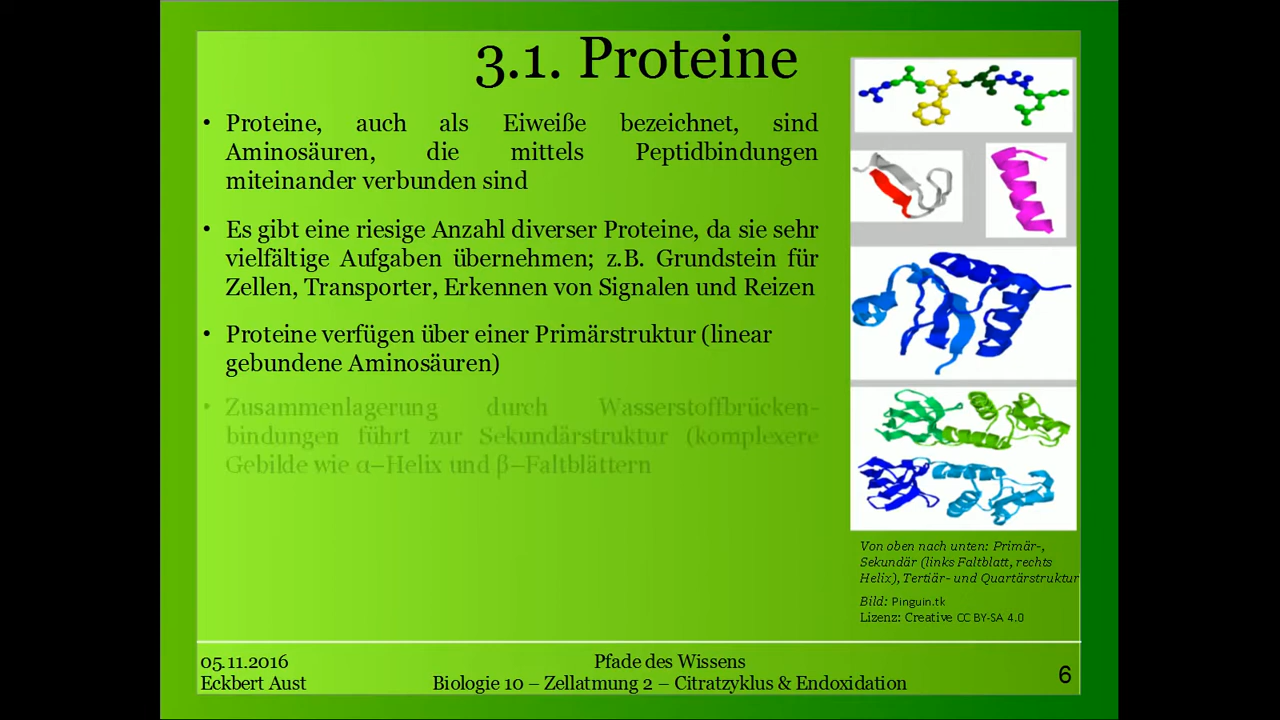 3.1. Proteine
• Proteine, auch als Eiweiße bezeichnet, sind
Aminosäuren, die mittels Peptidbindungen
miteinander verbunden sind
• Es gibt eine riesige Anzahl diverser Proteine, da sie sehr
vielfältige Aufgaben übernehmen; z.B. Grundstein für
Zellen, Transporter, Erkennen von Signalen und Reizen
• Proteine verfügen über einer Primärstruktur (linear
gebundene Aminosäuren)
• Zusammenlagerung durch Wasserstoffbrücken-
bindungen führt zur Sekundärstruktur (komplexere
Gebilde wie α–Helix und β–Faltblättern
Von oben nach unten: Primär-,
Sekundär (links Faltblatt, rechts
Helix), Tertiär- und Quartärstruktur
Bild: Pinguin.tk
Lizenz: Creative CC BY-SA 4.0
05.11.2016
Eckbert Aust
Pfade des Wissens
Biologie 10 – Zellatmung 2 – Citratzyklus & Endoxidation
6